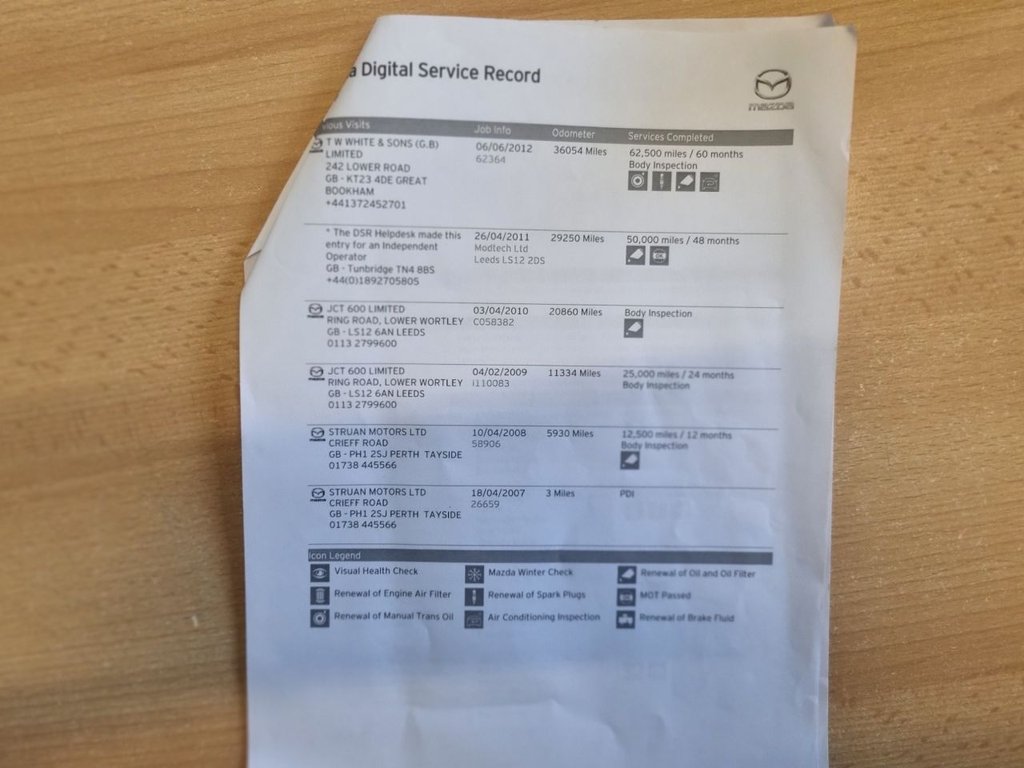 a Digital Service Record
mazda
vious Visits Job Info Odometer Services Completed
T W WHITE & SONS (G.B) 06/06/2012 36054 Miles 62,500 miles / 60 months
LIMITED 62364 Body Inspection
242 LOWER ROAD
GB - KT23 4DE GREAT
BOOKHAM
+441372452701
* The DSR Helpdesk made this 26/04/2011 29250 Miles 50,000 miles / 48 months
entry for an Independent Modtech Ltd
Operator Leeds LS12 2DS
GB - Tunbridge TN4 8BS
+44(0)1892705805
JCT 600 LIMITED 03/04/2010 20860 Miles Body Inspection
RING ROAD, LOWER WORTLEY C058382
GB - LS12 6AN LEEDS
0113 2799600
JCT 600 LIMITED 04/02/2009 11334 Miles 25,000 miles / 24 months
RING ROAD, LOWER WORTLEY I110083 Body Inspection
GB - LS12 6AN LEEDS
0113 2799600
STRUAN MOTORS LTD 10/04/2008 5930 Miles 12,500 miles / 12 months
CRIEFF ROAD 58906 Body Inspection
GB - PH1 2SJ PERTH TAYSIDE
01738 445566
STRUAN MOTORS LTD 18/04/2007 3 Miles PDI
CRIEFF ROAD 26659
GB - PH1 2SJ PERTH TAYSIDE
01738 445566
Icon Legend
Visual Health Check Mazda Winter Check Renewal of Oil and Oil Filter
Renewal of Engine Air Filter Renewal of Spark Plugs MOT Passed
Renewal of Manual Trans Oil Air Conditioning Inspection Renewal of Brake Fluid